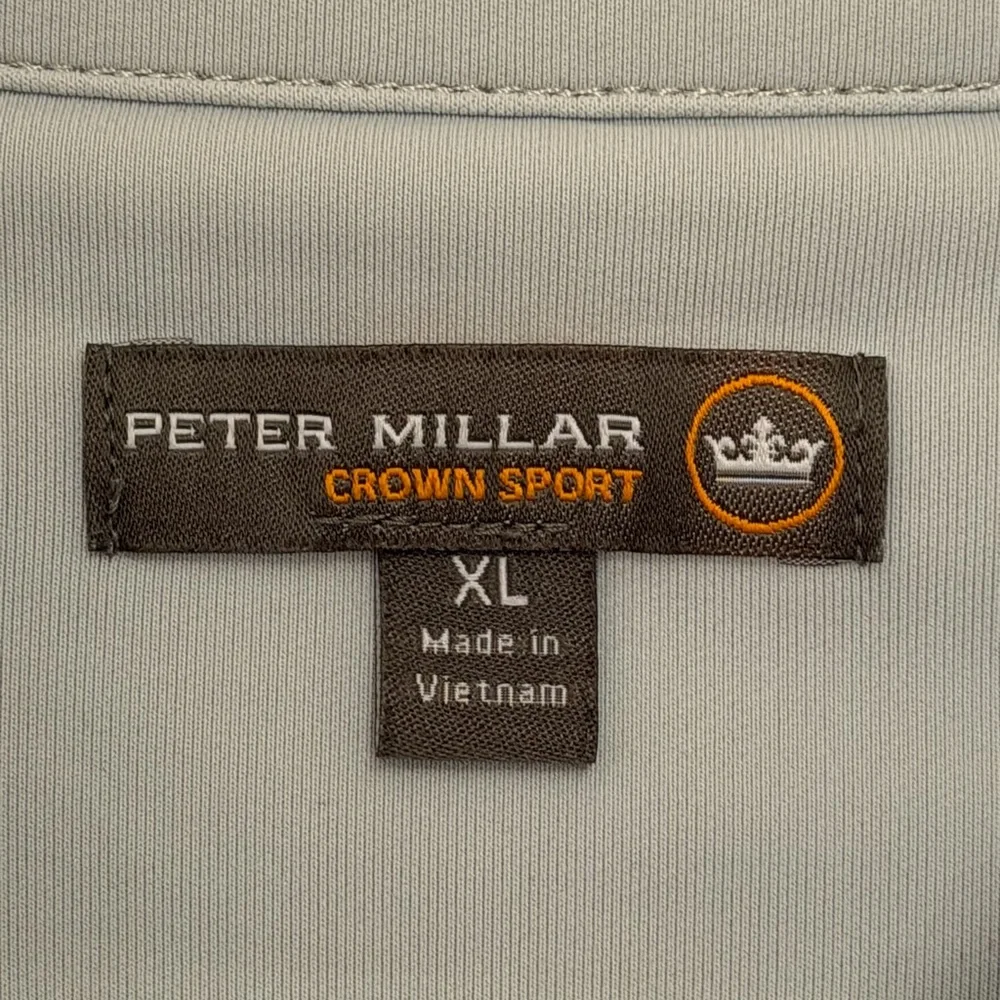 PETER MILLAR
CROWN SPORT
XL
Made in
Vietnam